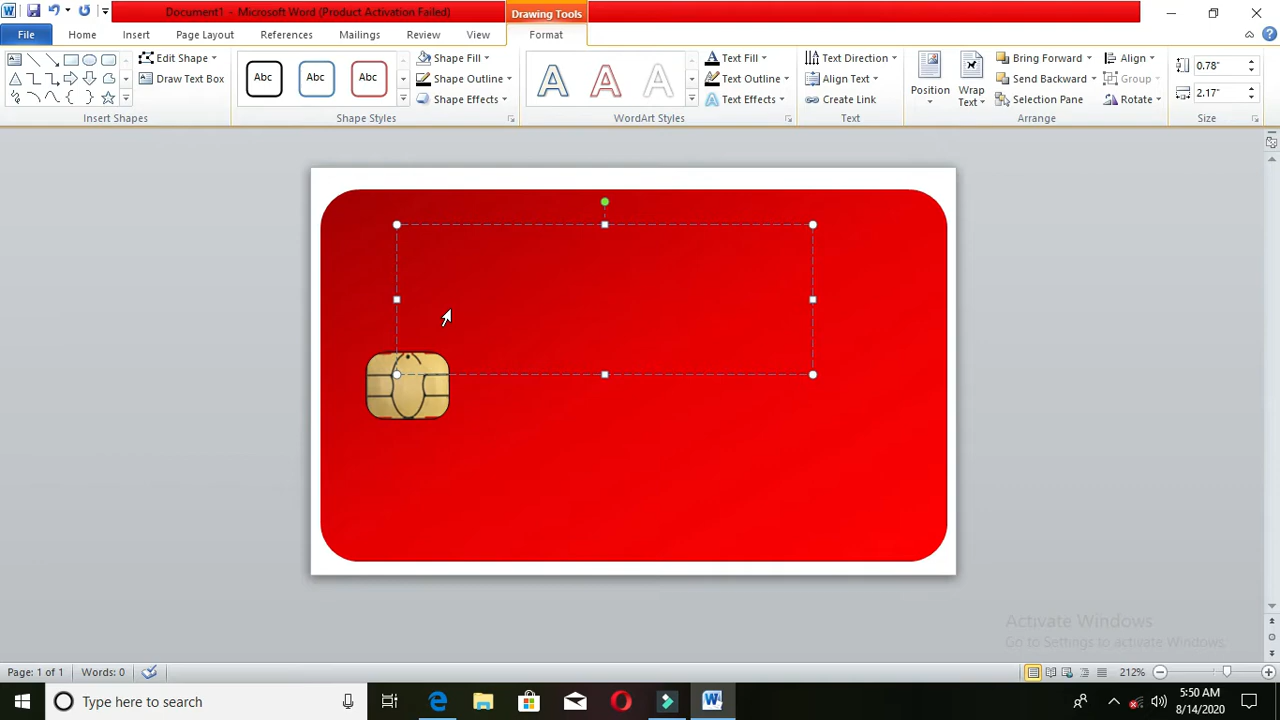 Document1 - Microsoft Word (Product Activation Failed)
Drawing Tools
File Home Insert Page Layout References Mailings Review View Format
Edit Shape
Draw Text Box
Insert Shapes
Abc Abc Abc
Shape Fill
Shape Outline
Shape Effects
Shape Styles
A A A
Text Fill
Text Outline
Text Effects
WordArt Styles
Text Direction
Align Text
Create Link
Text
Position
Wrap Text
Bring Forward
Send Backward
Selection Pane
Align
Group
Rotate
Arrange
0.78"
2.17"
Size
Activate Windows
Go to Settings to activate Windows.
Page: 1 of 1 Words: 0 212%
Type here to search
5:50 AM
8/14/2020